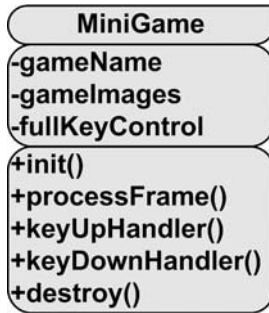 MiniGame
-gameName
-gameImages
-fullKeyControl
+init()
+processFrame()
+keyUpHandler()
+keyDownHandler()
+destroy()